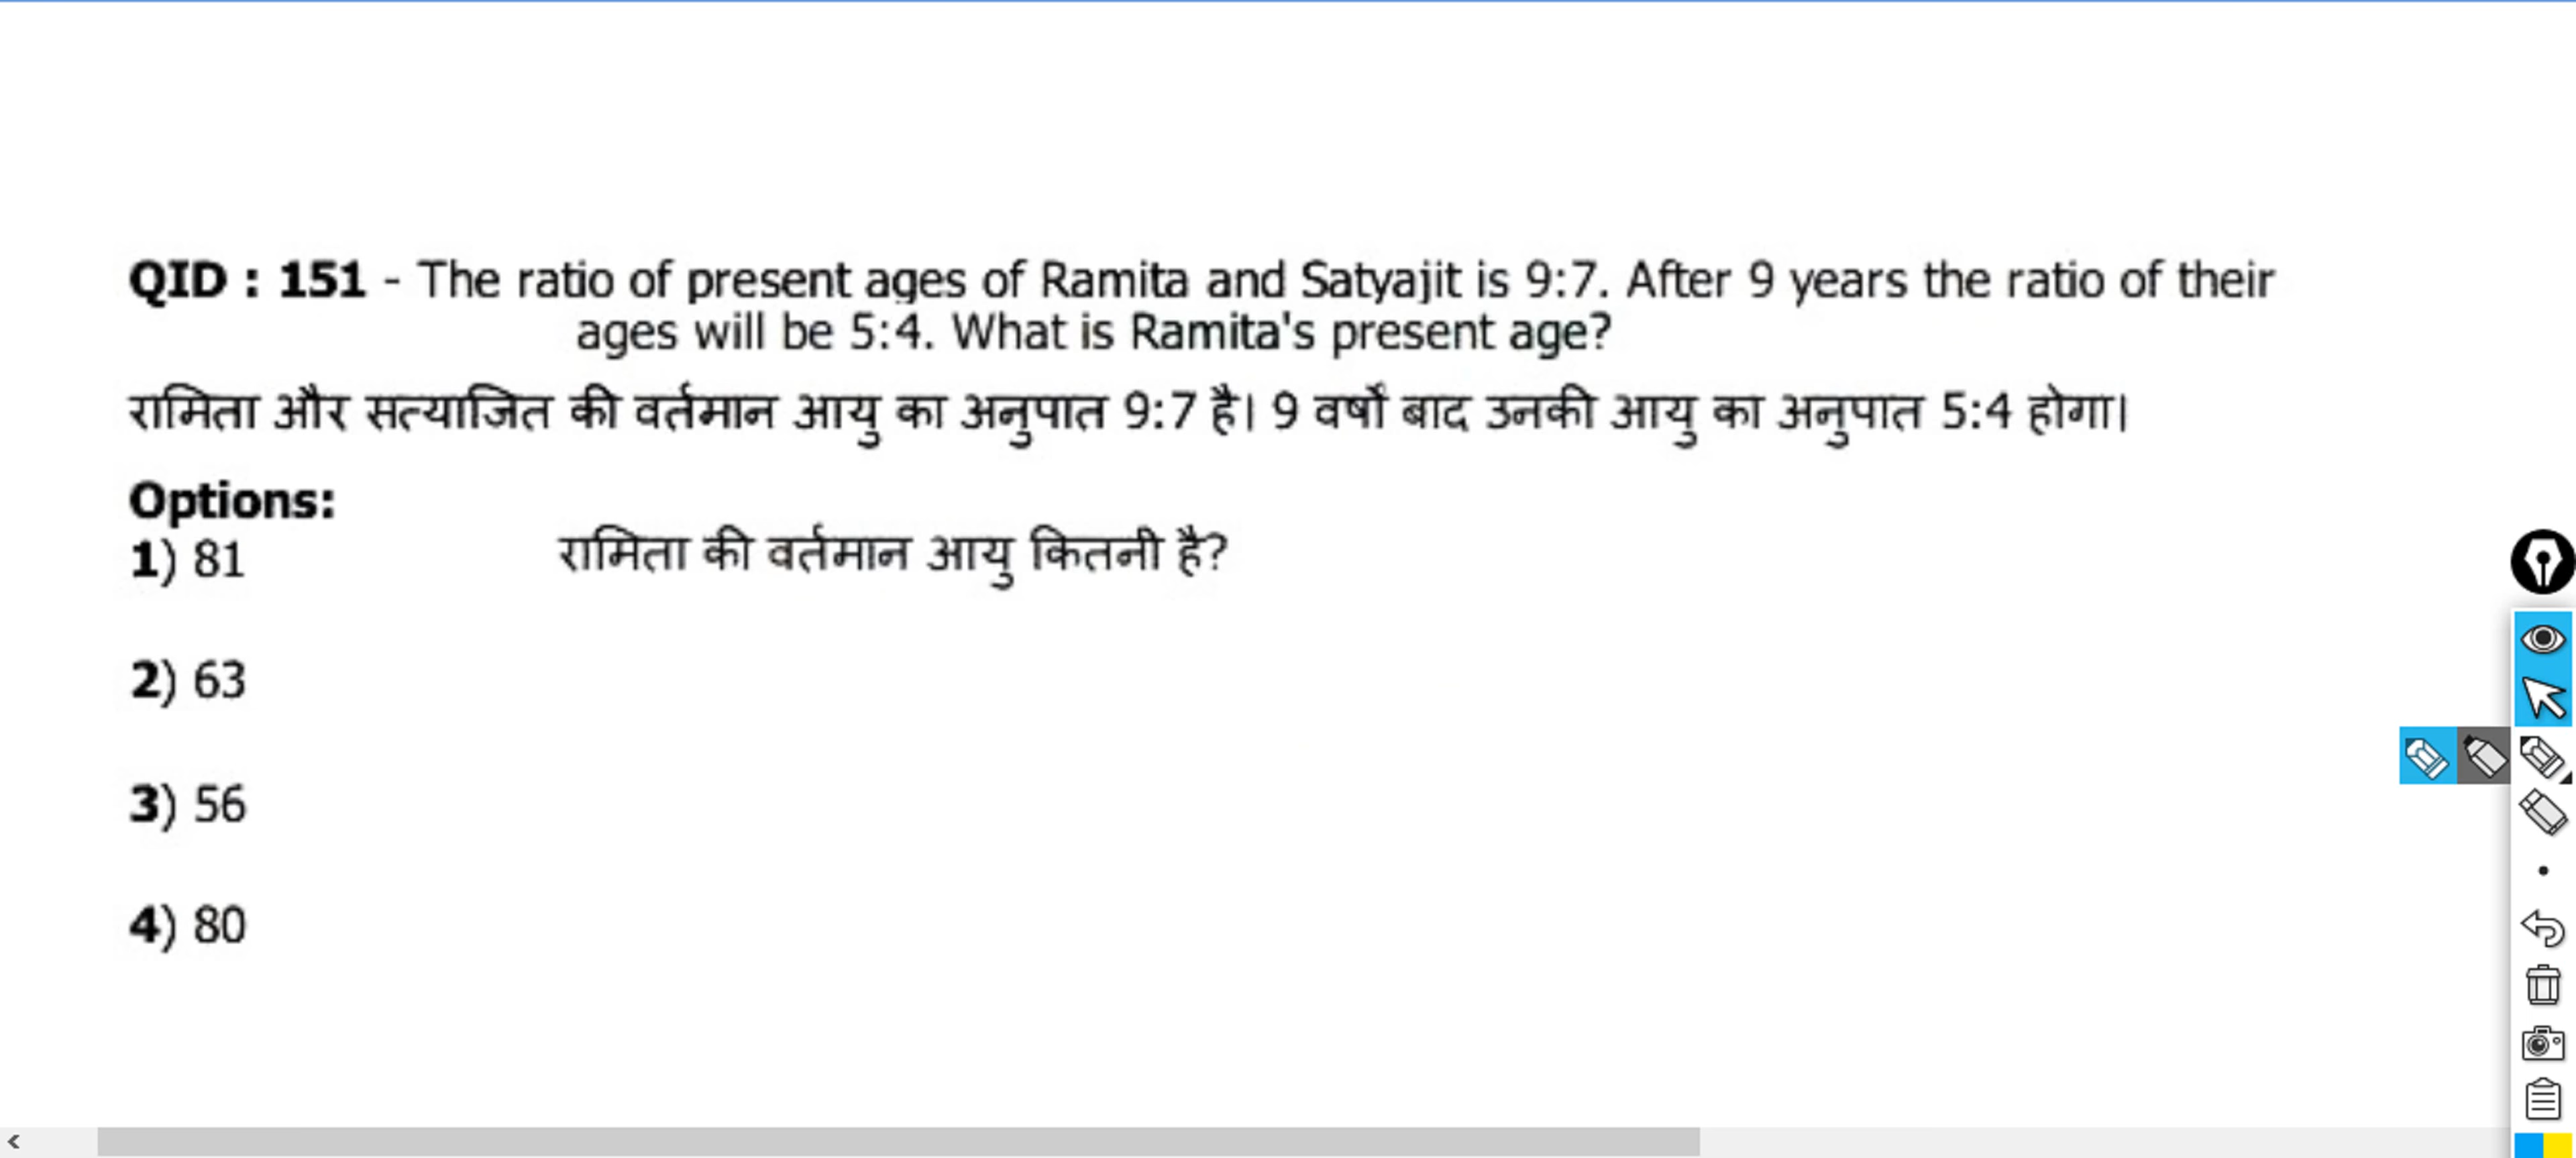 QID : 151 - The ratio of present ages of Ramita and Satyajit is 9:7. After 9 years the ratio of their
ages will be 5:4. What is Ramita's present age?
रामिता और सत्याजित की वर्तमान आयु का अनुपात 9:7 है। 9 वर्षों बाद उनकी आयु का अनुपात 5:4 होगा।
Options:
रामिता की वर्तमान आयु कितनी है?
1) 81
2) 63
3) 56
4) 80